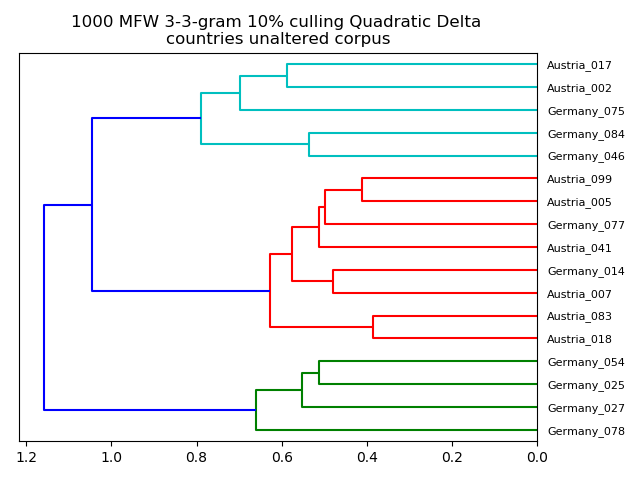 1000 MFW 3-3-gram 10% culling Quadratic Delta
countries unaltered corpus
Austria_017
Austria_002
Germany_075
Germany_084
Germany_046
Austria_099
Austria_005
Germany_077
Austria_041
Germany_014
Austria_007
Austria_083
Austria_018
Germany_054
Germany_025
Germany_027
Germany_078
1.2 1.0 0.8 0.6 0.4 0.2 0.0